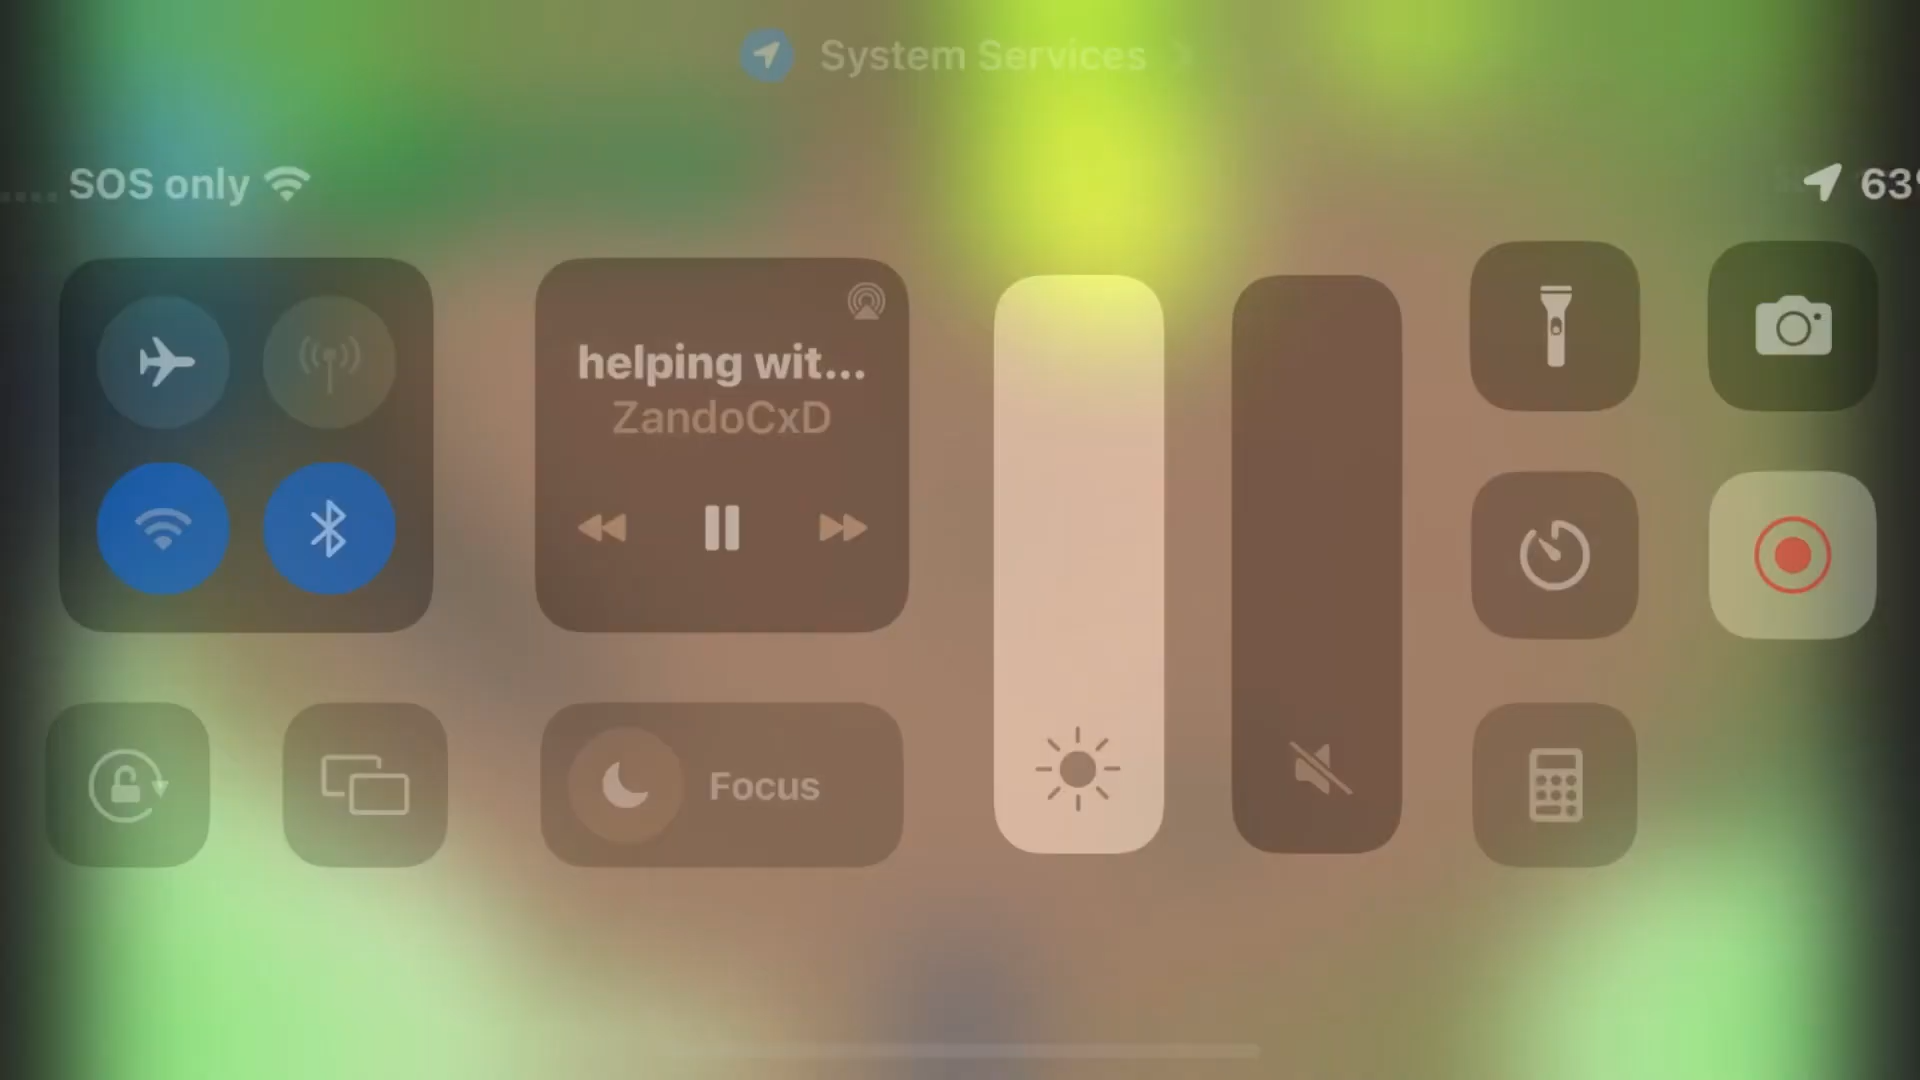 System Services
SOS only
63
helping wit...
ZandoCxD
Focus